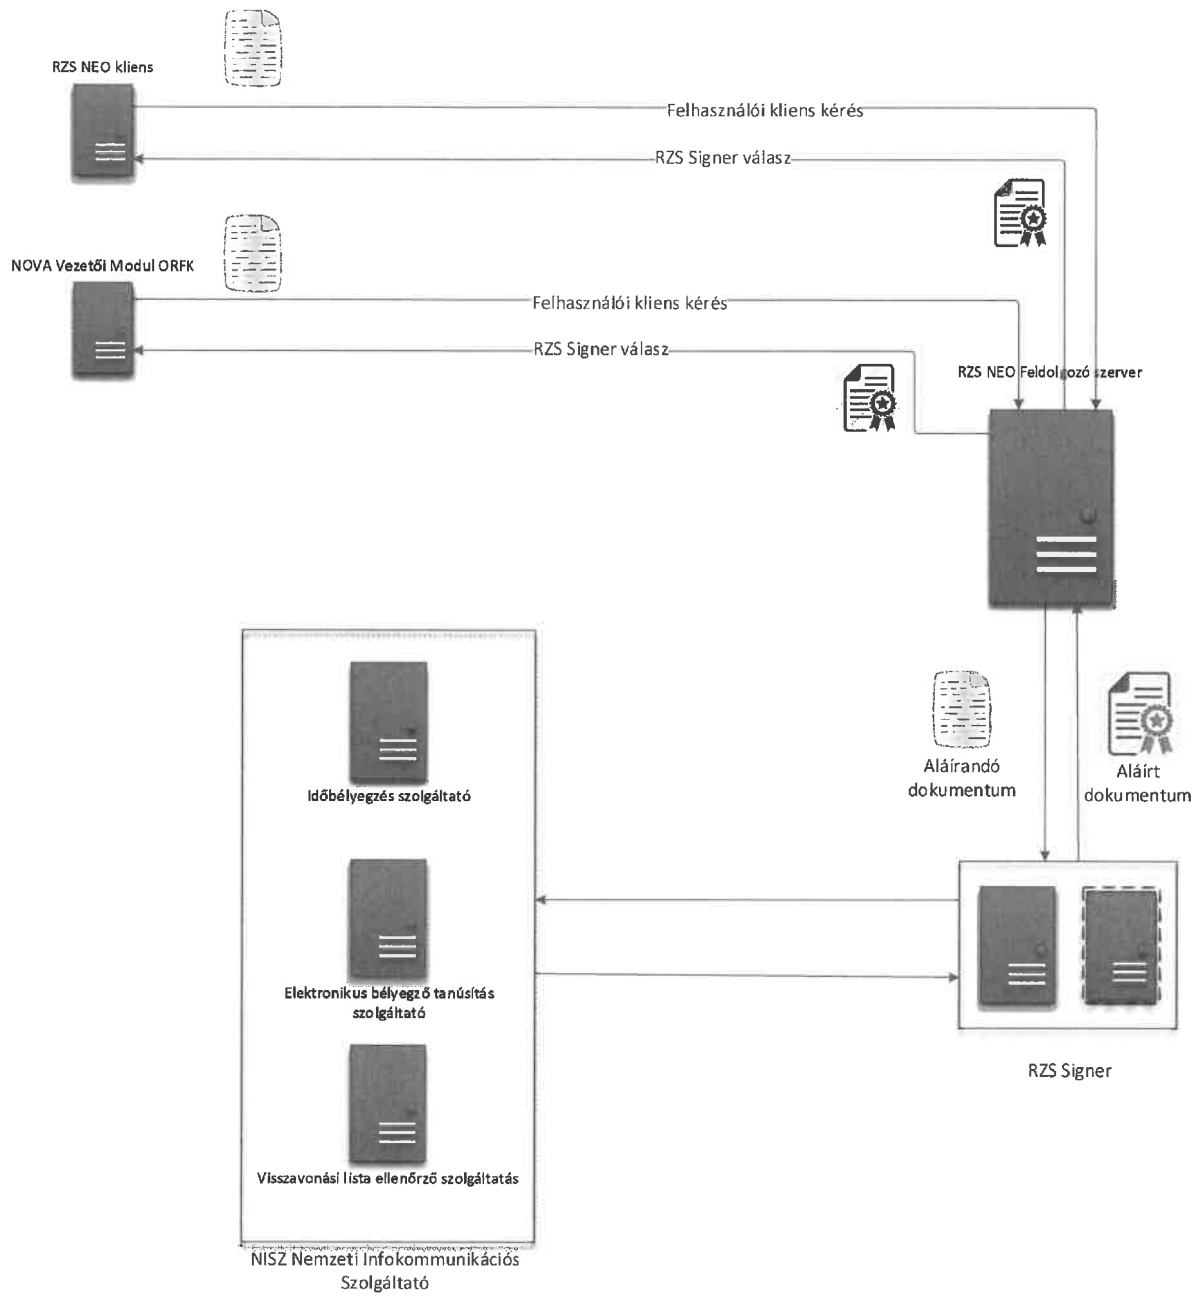 RZS NEO kliens
Felhasználói kliens kérés
RZS Signer válasz
NOVA Vezetői Modul ORFK
Felhasználói kliens kérés
RZS Signer válasz
RZS NEO Feldolgozó szerver
Aláírandó
dokumentum
Aláírt
dokumentum
Időbélyegzés szolgáltató
Elektronikus bélyegző tanúsítás
szolgáltató
Visszavonási lista ellenőrző szolgáltatás
RZS Signer
NISZ Nemzeti Infokommunikációs
Szolgáltató